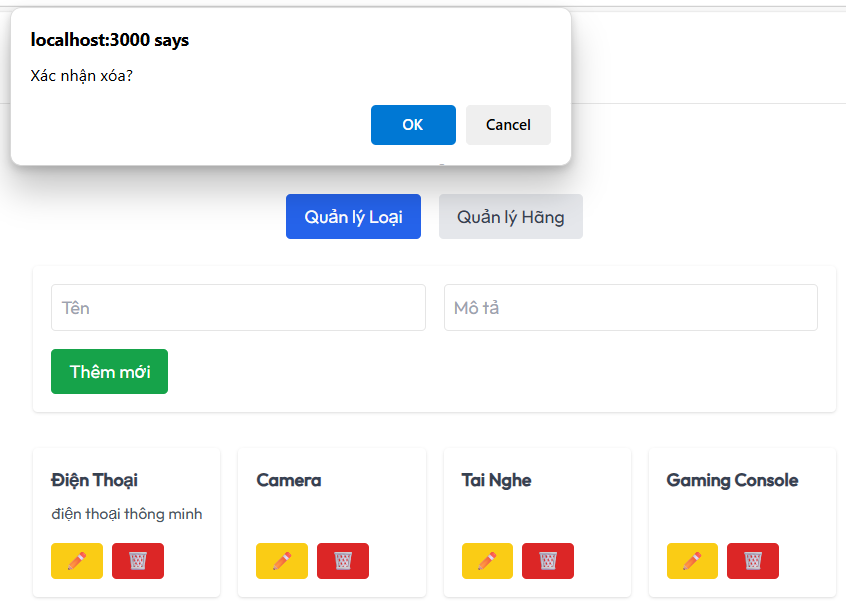 localhost:3000 says
Xác nhận xóa?
OK Cancel
Quản lý Loại Quản lý Hãng
Tên Mô tả
Thêm mới
Điện Thoại Camera Tai Nghe Gaming Console
điện thoại thông minh